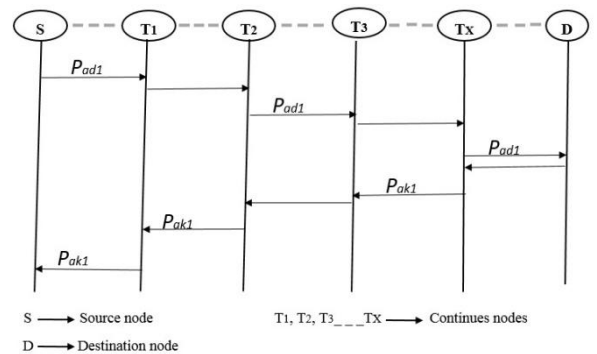 S T1 T2 T3 TX D
Pad1
Pad1
Pad1
Pak1
Pak1
Pak1
S Source node T1, T2, T3___TX Continues nodes
D Destination node